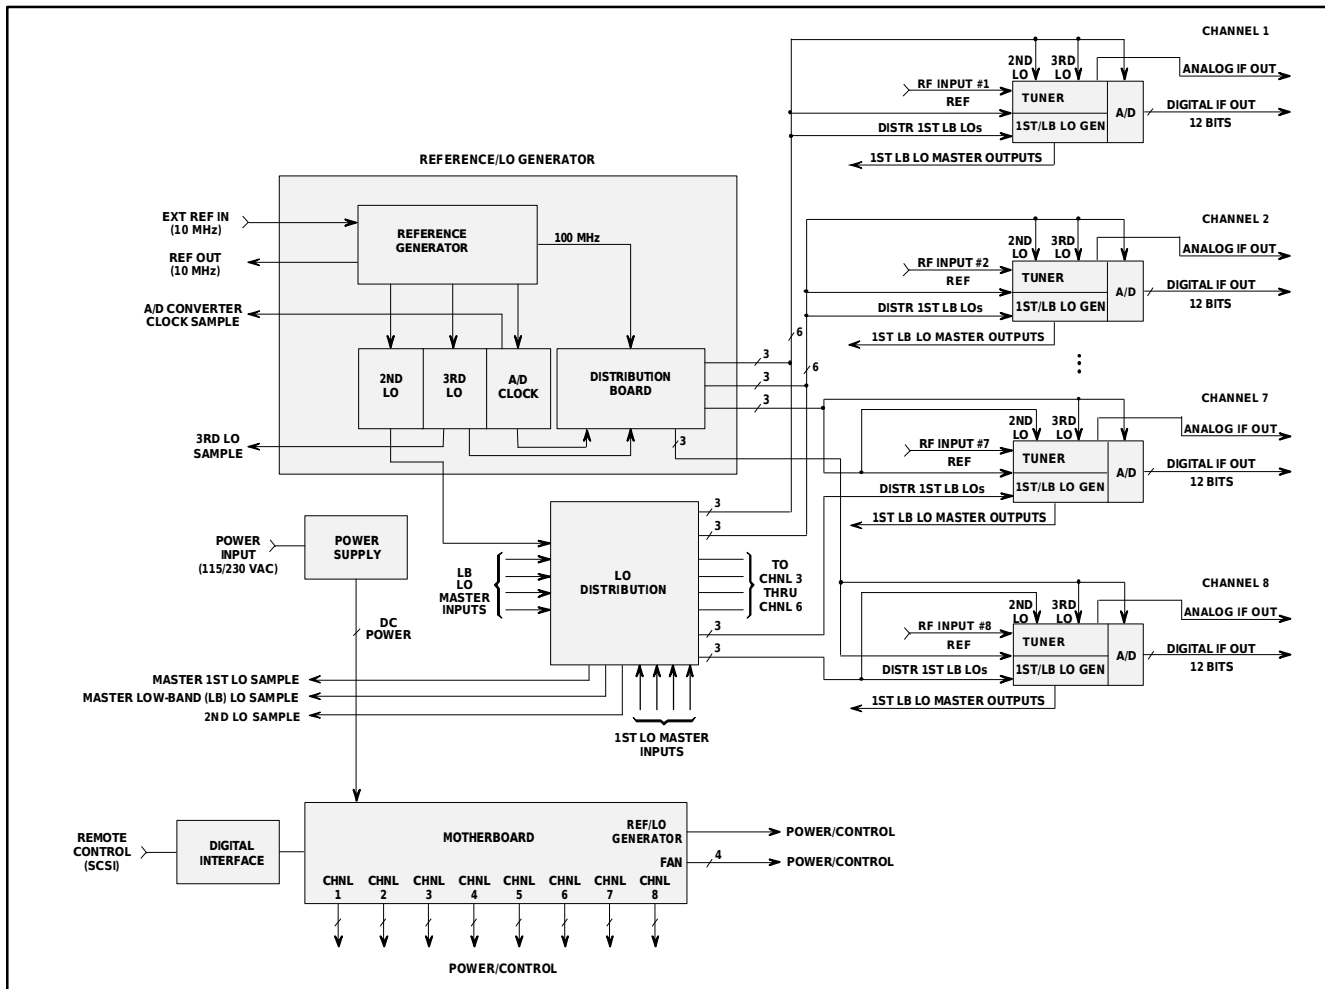 CHANNEL 1
2ND
LO
3RD
LO
ANALOG IF OUT
RF INPUT #1
REF
TUNER
A/D
DIGITAL IF OUT
12 BITS
DISTR 1ST LB LOs
1ST/LB LO GEN
1ST LB LO MASTER OUTPUTS
REFERENCE/LO GENERATOR
EXT REF IN
(10 MHz)
REFERENCE
GENERATOR
100 MHz
REF OUT
(10 MHz)
A/D CONVERTER
CLOCK SAMPLE
2ND
LO
3RD
LO
A/D
CLOCK
DISTRIBUTION
BOARD
3
3
3
3
6
6
3RD LO
SAMPLE
CHANNEL 2
2ND
LO
3RD
LO
ANALOG IF OUT
RF INPUT #2
REF
TUNER
A/D
DIGITAL IF OUT
12 BITS
DISTR 1ST LB LOs
1ST/LB LO GEN
1ST LB LO MASTER OUTPUTS
CHANNEL 7
2ND
LO
3RD
LO
ANALOG IF OUT
RF INPUT #7
REF
TUNER
A/D
DIGITAL IF OUT
12 BITS
DISTR 1ST LB LOs
1ST/LB LO GEN
1ST LB LO MASTER OUTPUTS
POWER
INPUT
(115/230 VAC)
POWER
SUPPLY
DC
POWER
LB
LO
MASTER
INPUTS
LO
DISTRIBUTION
3
3
TO
CHNL 3
THRU
CHNL 6
3
3
CHANNEL 8
2ND
LO
3RD
LO
ANALOG IF OUT
RF INPUT #8
REF
TUNER
A/D
DIGITAL IF OUT
12 BITS
DISTR 1ST LB LOs
1ST/LB LO GEN
1ST LB LO MASTER OUTPUTS
MASTER 1ST LO SAMPLE
MASTER LOW-BAND (LB) LO SAMPLE
2ND LO SAMPLE
1ST LO MASTER
INPUTS
REMOTE
CONTROL
(SCSI)
DIGITAL
INTERFACE
MOTHERBOARD
REF/LO
GENERATOR
POWER/CONTROL
FAN
4
POWER/CONTROL
CHNL CHNL CHNL CHNL CHNL CHNL CHNL CHNL
1 2 3 4 5 6 7 8
POWER/CONTROL